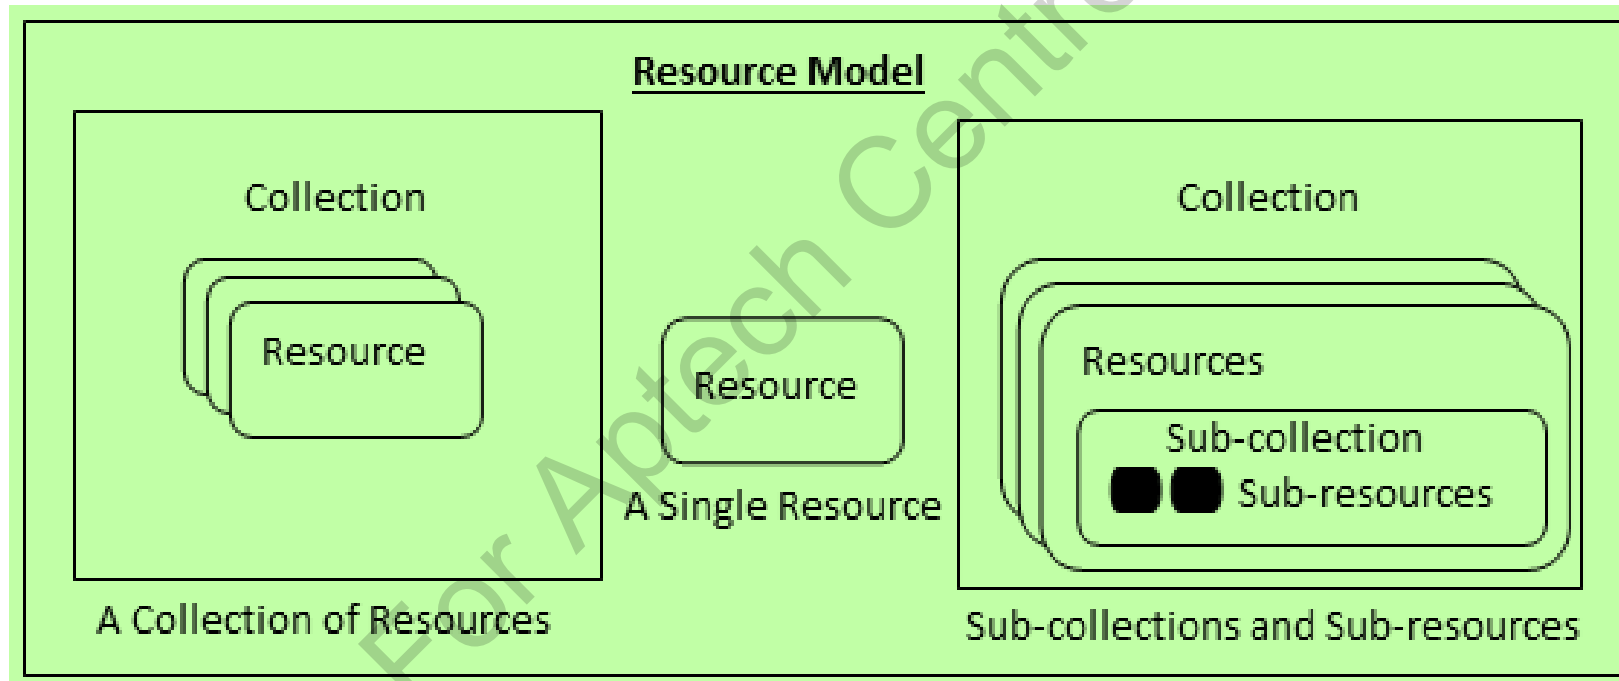 Resource Model
Collection
Resource
A Collection of Resources
Resource
A Single Resource
Collection
Resources
Sub-collection
Sub-resources
Sub-collections and Sub-resources
For Aptech Centre